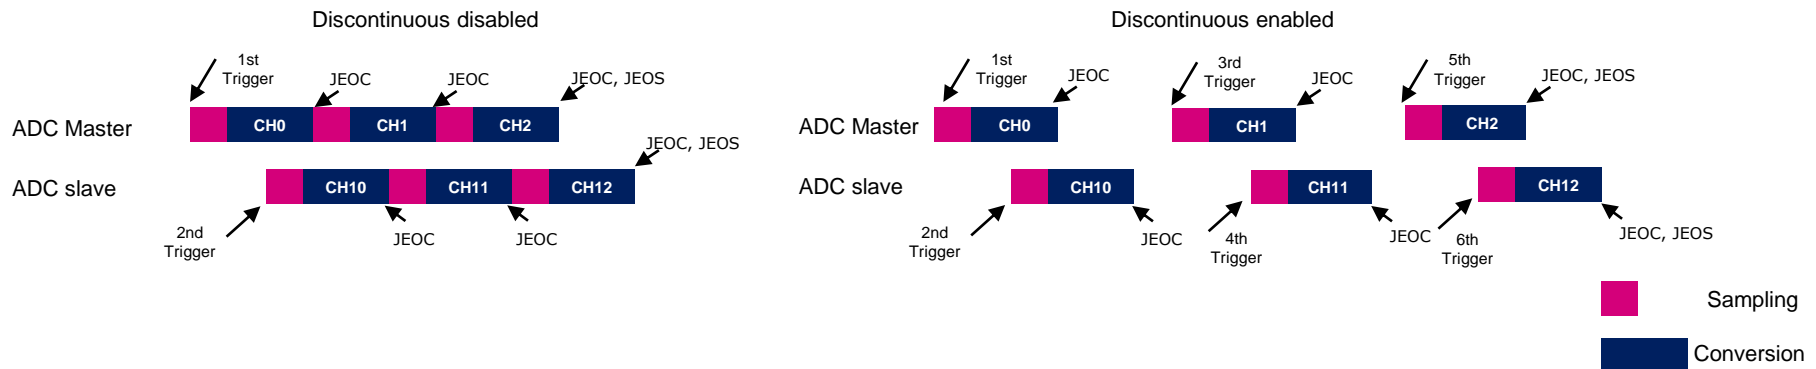 Discontinuous disabled
1st
Trigger
JEOC
JEOC
JEOC, JEOS
ADC Master
CH0
CH1
CH2
JEOC, JEOS
ADC slave
CH10
CH11
CH12
2nd
Trigger
JEOC
JEOC
Discontinuous enabled
1st
Trigger
JEOC
3rd
Trigger
JEOC
5th
Trigger
JEOC, JEOS
ADC Master
CH0
CH1
CH2
ADC slave
CH10
CH11
CH12
2nd
Trigger
JEOC
4th
Trigger
JEOC
6th
Trigger
JEOC, JEOS
Sampling
Conversion